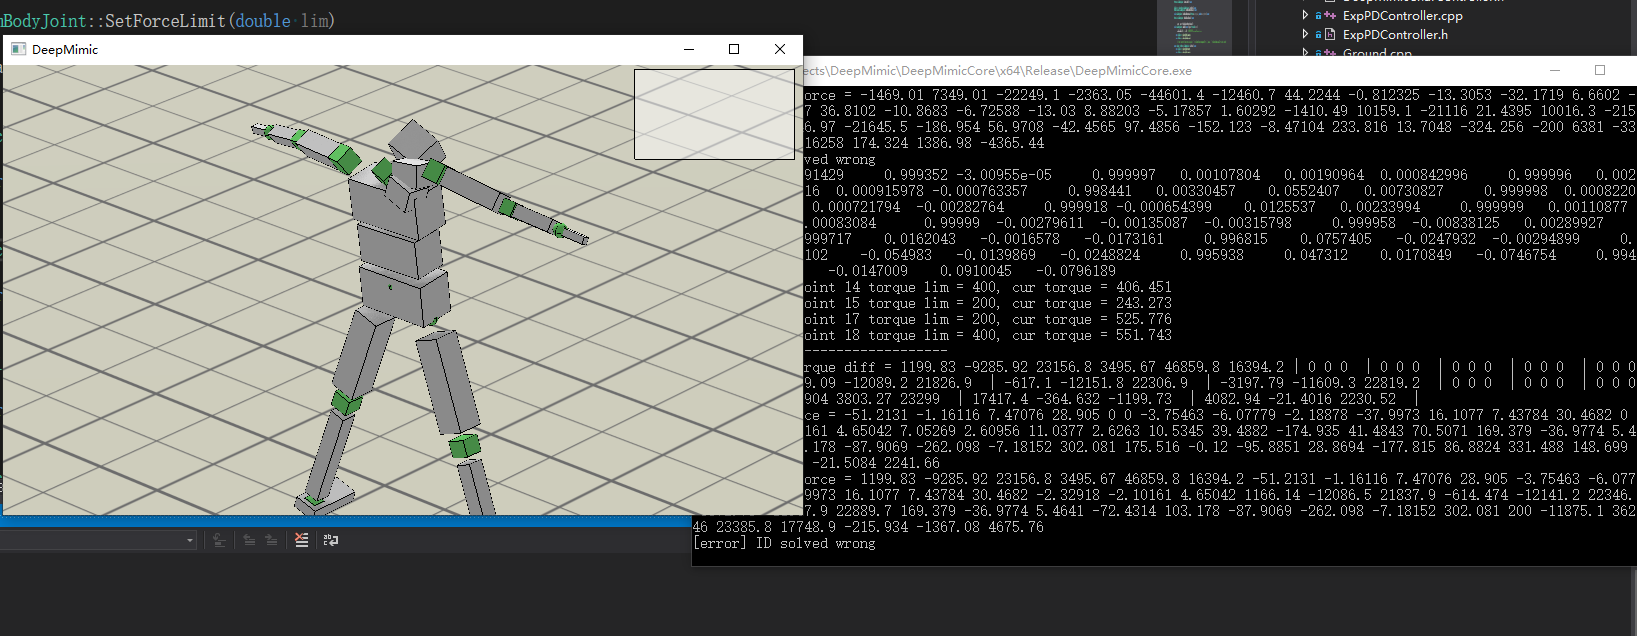 nBodyJoint::SetForceLimit(double lim)
ExpPDController.cpp
ExpPDController.h
Ground.cpp
DeepMimic
ects\DeepMimic\DeepMimicCore\x64\Release\DeepMimicCore.exe
orce = -1469.01 7349.01 -22249.1 -2363.05 -44601.4 -12460.7 44.2244 -0.812325 -13.3053 -32.1719 6.6602 -
7 36.8102 -10.8683 -6.72588 -13.03 8.88203 -5.17857 1.60292 -1410.49 10159.1 -21116 21.4395 10016.3 -215
6.97 -21645.5 -186.954 56.9708 -42.4565 97.4856 -152.123 -8.47104 233.816 13.7048 -324.256 -200 6381 -33
16258 174.324 1386.98 -4365.44
ved wrong
91429 0.999352 -3.00955e-05 0.999997 0.00107804 0.00190964 0.000842996 0.999996 0.002
16 0.000915978 -0.000763357 0.998441 0.00330457 0.0552407 0.00730827 0.999998 0.0008220
0.000721794 -0.00282764 0.999918 -0.000654399 0.0125537 0.00233994 0.999999 0.00110877
.00083084 0.99999 -0.00279611 -0.00135087 -0.00315798 0.999958 -0.00838125 0.00289927
999717 0.0162043 -0.0016578 -0.0173161 0.996815 0.0757405 -0.0247932 -0.00294899 0.
102 -0.054983 -0.0139869 -0.0248824 0.995938 0.047312 0.0170849 -0.0746754 0.994
-0.0147009 0.0910045 -0.0796189
oint 14 torque lim = 400, cur torque = 406.451
oint 15 torque lim = 200, cur torque = 243.273
oint 17 torque lim = 200, cur torque = 525.776
oint 18 torque lim = 400, cur torque = 551.743
------------------
rque diff = 1199.83 -9285.92 23156.8 3495.67 46859.8 16394.2 | 0 0 0 | 0 0 0 | 0 0 0 | 0 0 0 | 0 0 0
9.09 -12089.2 21826.9 | -617.1 -12151.8 22306.9 | -3197.79 -11609.3 22819.2 | 0 0 0 | 0 0 0 | 0 0 0
904 3803.27 23299 | 17417.4 -364.632 -1199.73 | 4082.94 -21.4016 2230.52 |
ce = -51.2131 -1.16116 7.47076 28.905 0 0 -3.75463 -6.07779 -2.18878 -37.9973 16.1077 7.43784 30.4682 0
161 4.65042 7.05269 2.60956 11.0377 2.6263 10.5345 39.4882 -174.935 41.4843 70.5071 169.379 -36.9774 5.4
.178 -87.9069 -262.098 -7.18152 302.081 175.516 -0.12 -95.8851 28.8694 -177.815 86.8824 331.488 148.699
-21.5084 2241.66
orce = 1199.83 -9285.92 23156.8 3495.67 46859.8 16394.2 -51.2131 -1.16116 7.47076 28.905 -3.75463 -6.077
9973 16.1077 7.43784 30.4682 -2.32918 -2.10161 4.65042 1166.14 -12086.5 21837.9 -614.474 -12141.2 22346.
7.9 22889.7 169.379 -36.9774 5.4641 -72.4314 103.178 -87.9069 -262.098 -7.18152 302.081 200 -11875.1 362
46 23385.8 17748.9 -215.934 -1367.08 4675.76
[error] ID solved wrong